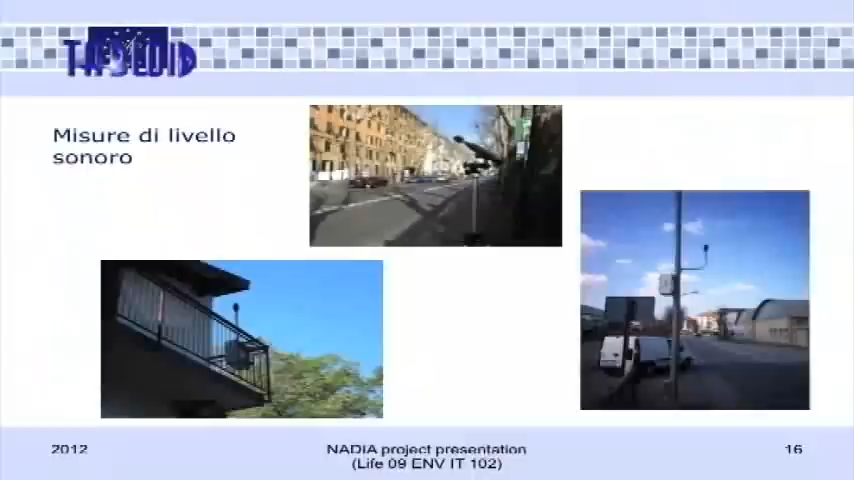 Misure di livello
sonoro
2012
NADIA project presentation
(Life 09 ENV IT 102)
16